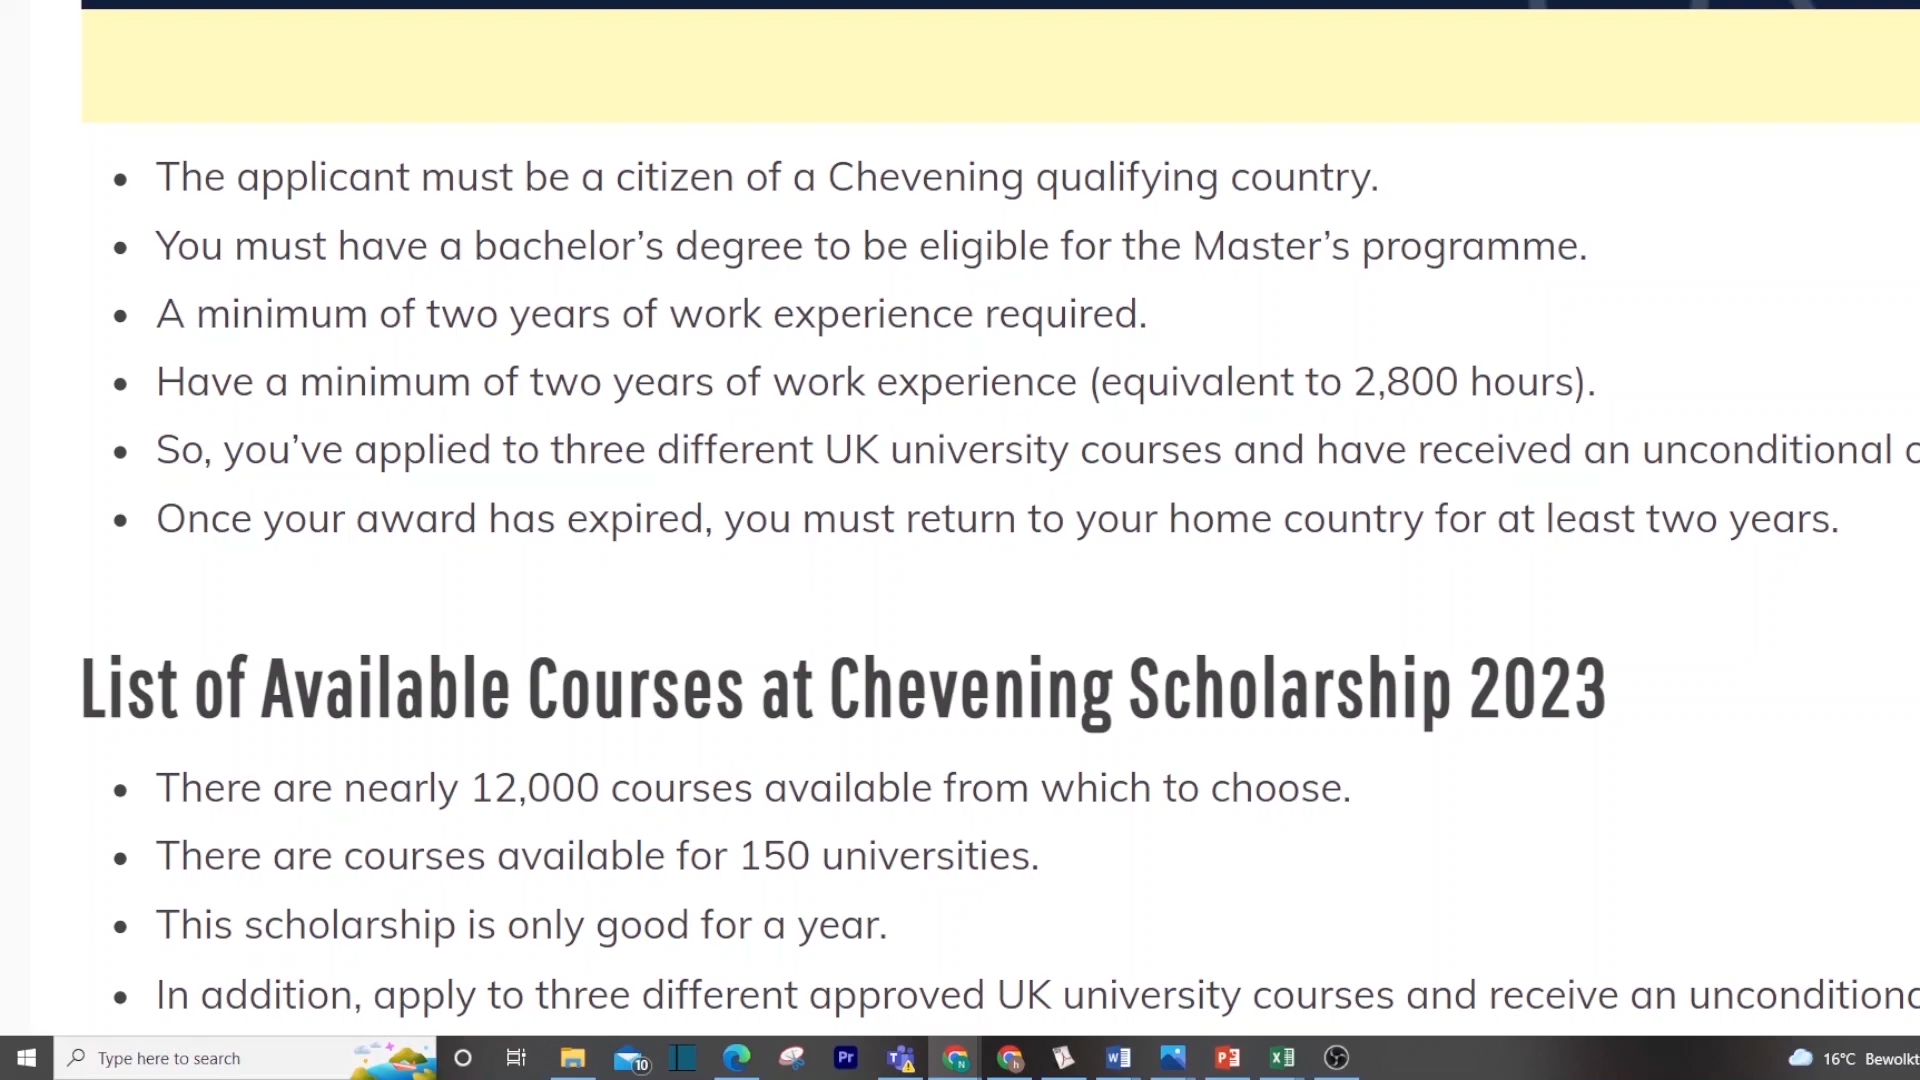 The applicant must be a citizen of a Chevening qualifying country.
You must have a bachelor’s degree to be eligible for the Master’s programme.
A minimum of two years of work experience required.
Have a minimum of two years of work experience (equivalent to 2,800 hours).
So, you’ve applied to three different UK university courses and have received an unconditional
Once your award has expired, you must return to your home country for at least two years.
List of Available Courses at Chevening Scholarship 2023
There are nearly 12,000 courses available from which to choose.
There are courses available for 150 universities.
This scholarship is only good for a year.
In addition, apply to three different approved UK university courses and receive an
Type here to search
10
Pr
N
h
16°C Bewolkt